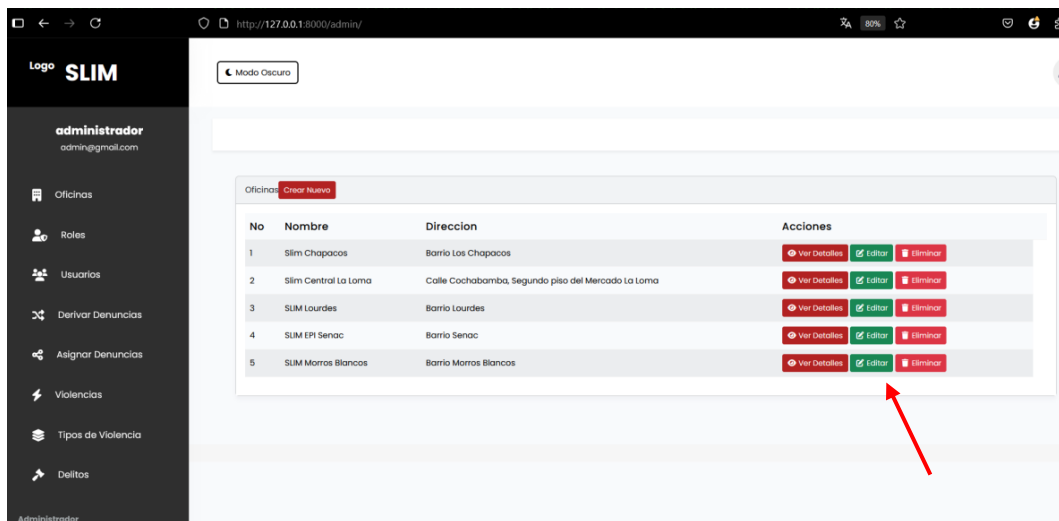 http://127.0.0.1:8000/admin/
80%
Logo SLIM
Modo Oscuro
administrador
admin@gmail.com
Oficinas
Roles
Usuarios
Derivar Denuncias
Asignar Denuncias
Violencias
Tipos de Violencia
Delitos
Administrador
Oficinas Crear Nuevo
No Nombre Direccion Acciones
1 Slim Chapacos Barrio Los Chapacos Ver Detalles Editar Eliminar
2 Slim Central La Loma Calle Cochabamba, Segundo piso del Mercado La Loma Ver Detalles Editar Eliminar
3 SLIM Lourdes Barrio Lourdes Ver Detalles Editar Eliminar
4 SLIM EPI Senac Barrio Senac Ver Detalles Editar Eliminar
5 SLIM Morros Blancos Barrio Morros Blancos Ver Detalles Editar Eliminar